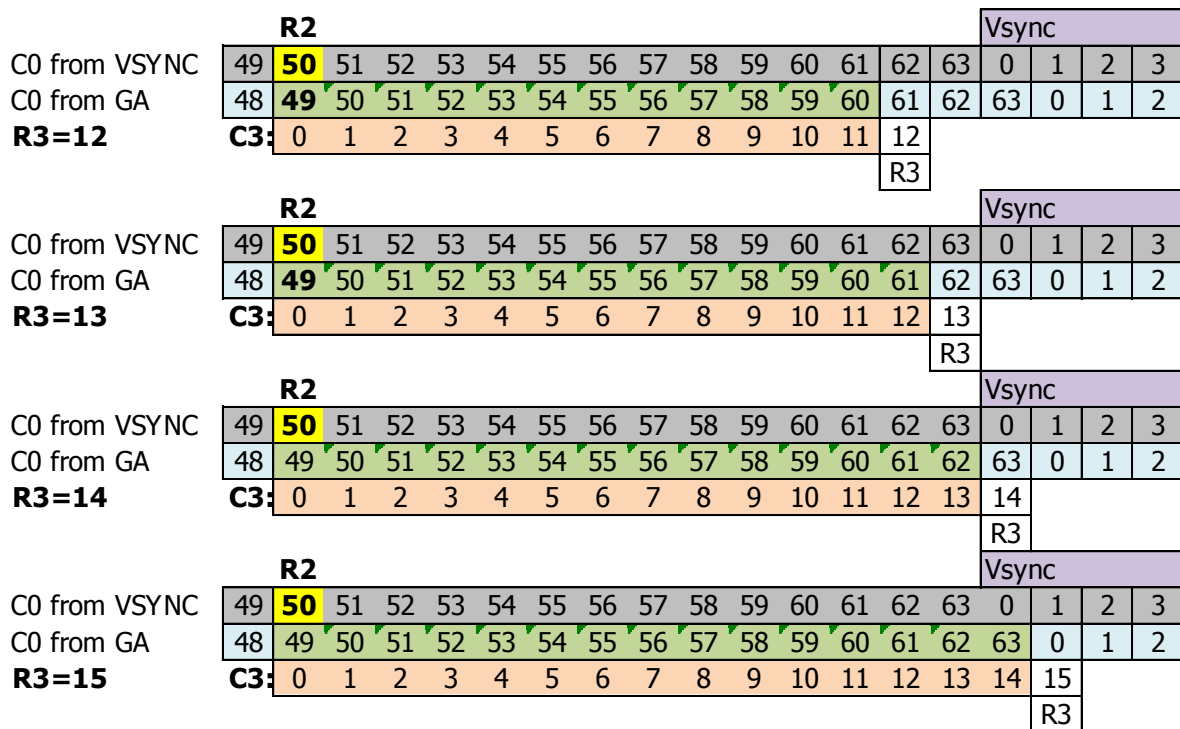 R2 Vsync
C0 from VSYNC 49 50 51 52 53 54 55 56 57 58 59 60 61 62 63 0 1 2 3
C0 from GA 48 49 50 51 52 53 54 55 56 57 58 59 60 61 62 63 0 1 2
R3=12 C3: 0 1 2 3 4 5 6 7 8 9 10 11 12
R3
R2 Vsync
C0 from VSYNC 49 50 51 52 53 54 55 56 57 58 59 60 61 62 63 0 1 2 3
C0 from GA 48 49 50 51 52 53 54 55 56 57 58 59 60 61 62 63 0 1 2
R3=13 C3: 0 1 2 3 4 5 6 7 8 9 10 11 12 13
R3
R2 Vsync
C0 from VSYNC 49 50 51 52 53 54 55 56 57 58 59 60 61 62 63 0 1 2 3
C0 from GA 48 49 50 51 52 53 54 55 56 57 58 59 60 61 62 63 0 1 2
R3=14 C3: 0 1 2 3 4 5 6 7 8 9 10 11 12 13 14
R3
R2 Vsync
C0 from VSYNC 49 50 51 52 53 54 55 56 57 58 59 60 61 62 63 0 1 2 3
C0 from GA 48 49 50 51 52 53 54 55 56 57 58 59 60 61 62 63 0 1 2
R3=15 C3: 0 1 2 3 4 5 6 7 8 9 10 11 12 13 14 15
R3